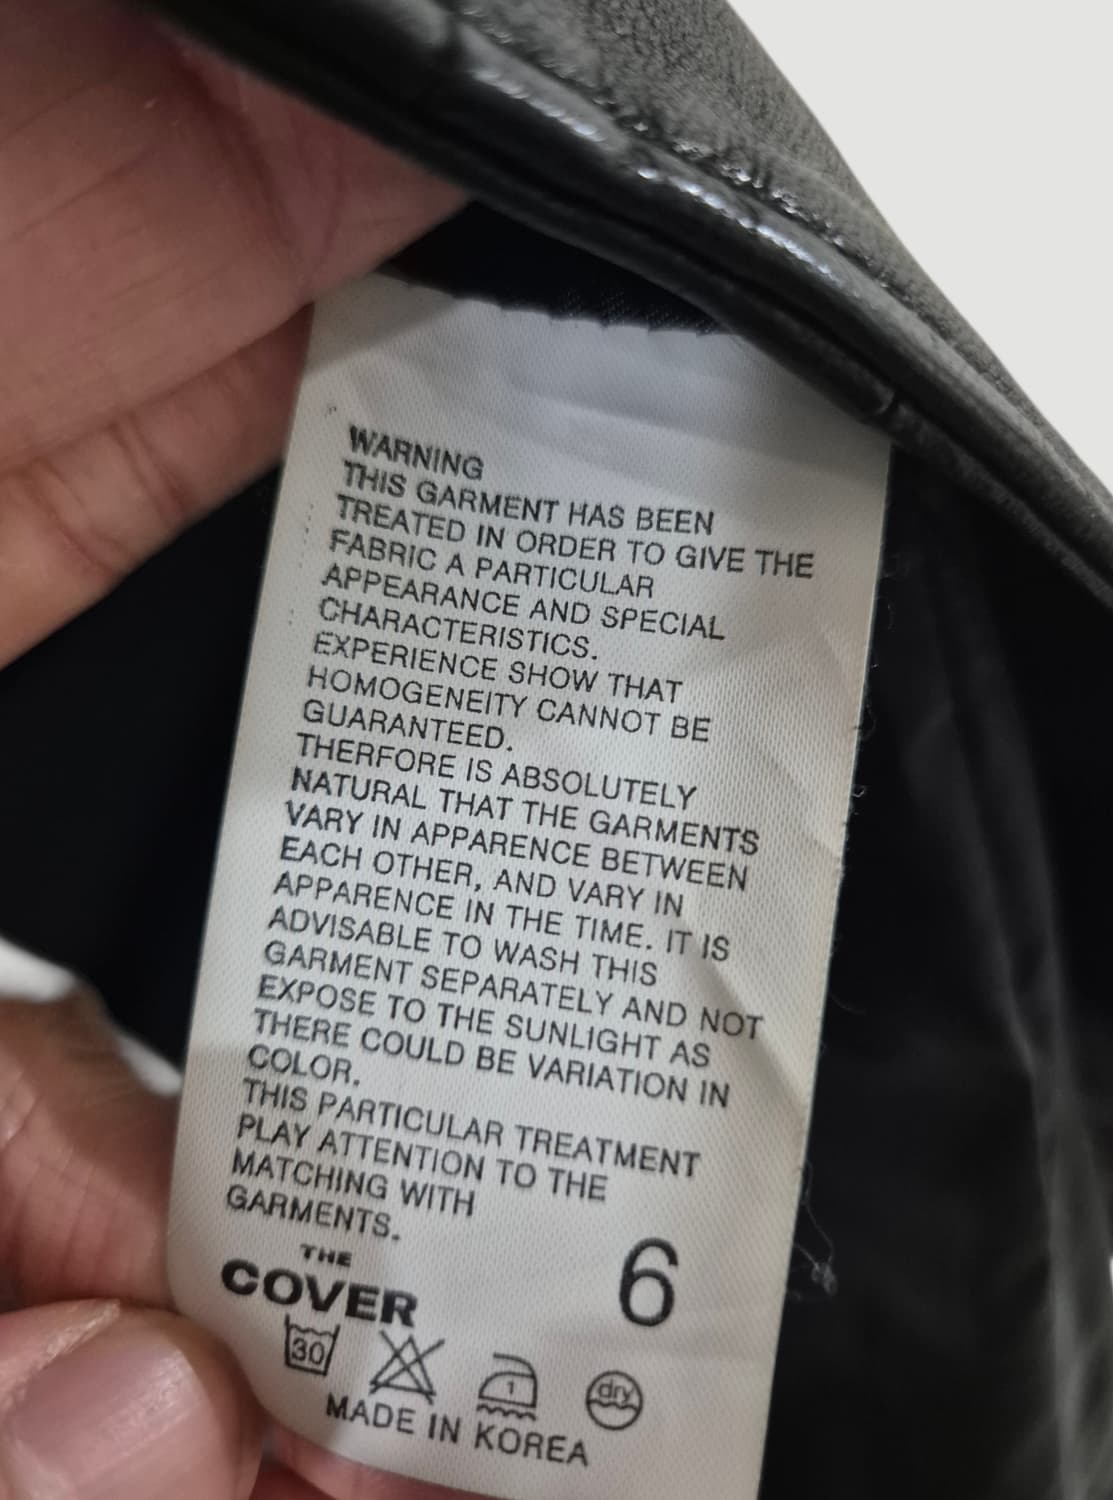 WARNING
THIS GARMENT HAS BEEN
TREATED IN ORDER TO GIVE THE
FABRIC A PARTICULAR
APPEARANCE AND SPECIAL
CHARACTERISTICS.
EXPERIENCE SHOW THAT
HOMOGENEITY CANNOT BE
GUARANTEED.
THERFORE IS ABSOLUTELY
NATURAL THAT THE GARMENTS
VARY IN APPARENCE BETWEEN
EACH OTHER, AND VARY IN
APPARENCE IN THE TIME. IT IS
ADVISABLE TO WASH THIS
GARMENT SEPARATELY AND NOT
EXPOSE TO THE SUNLIGHT AS
THERE COULD BE VARIATION IN
COLOR.
THIS PARTICULAR TREATMENT
PLAY ATTENTION TO THE
MATCHING WITH
GARMENTS.
THE
COVER
6
30 1 dry
MADE IN KOREA